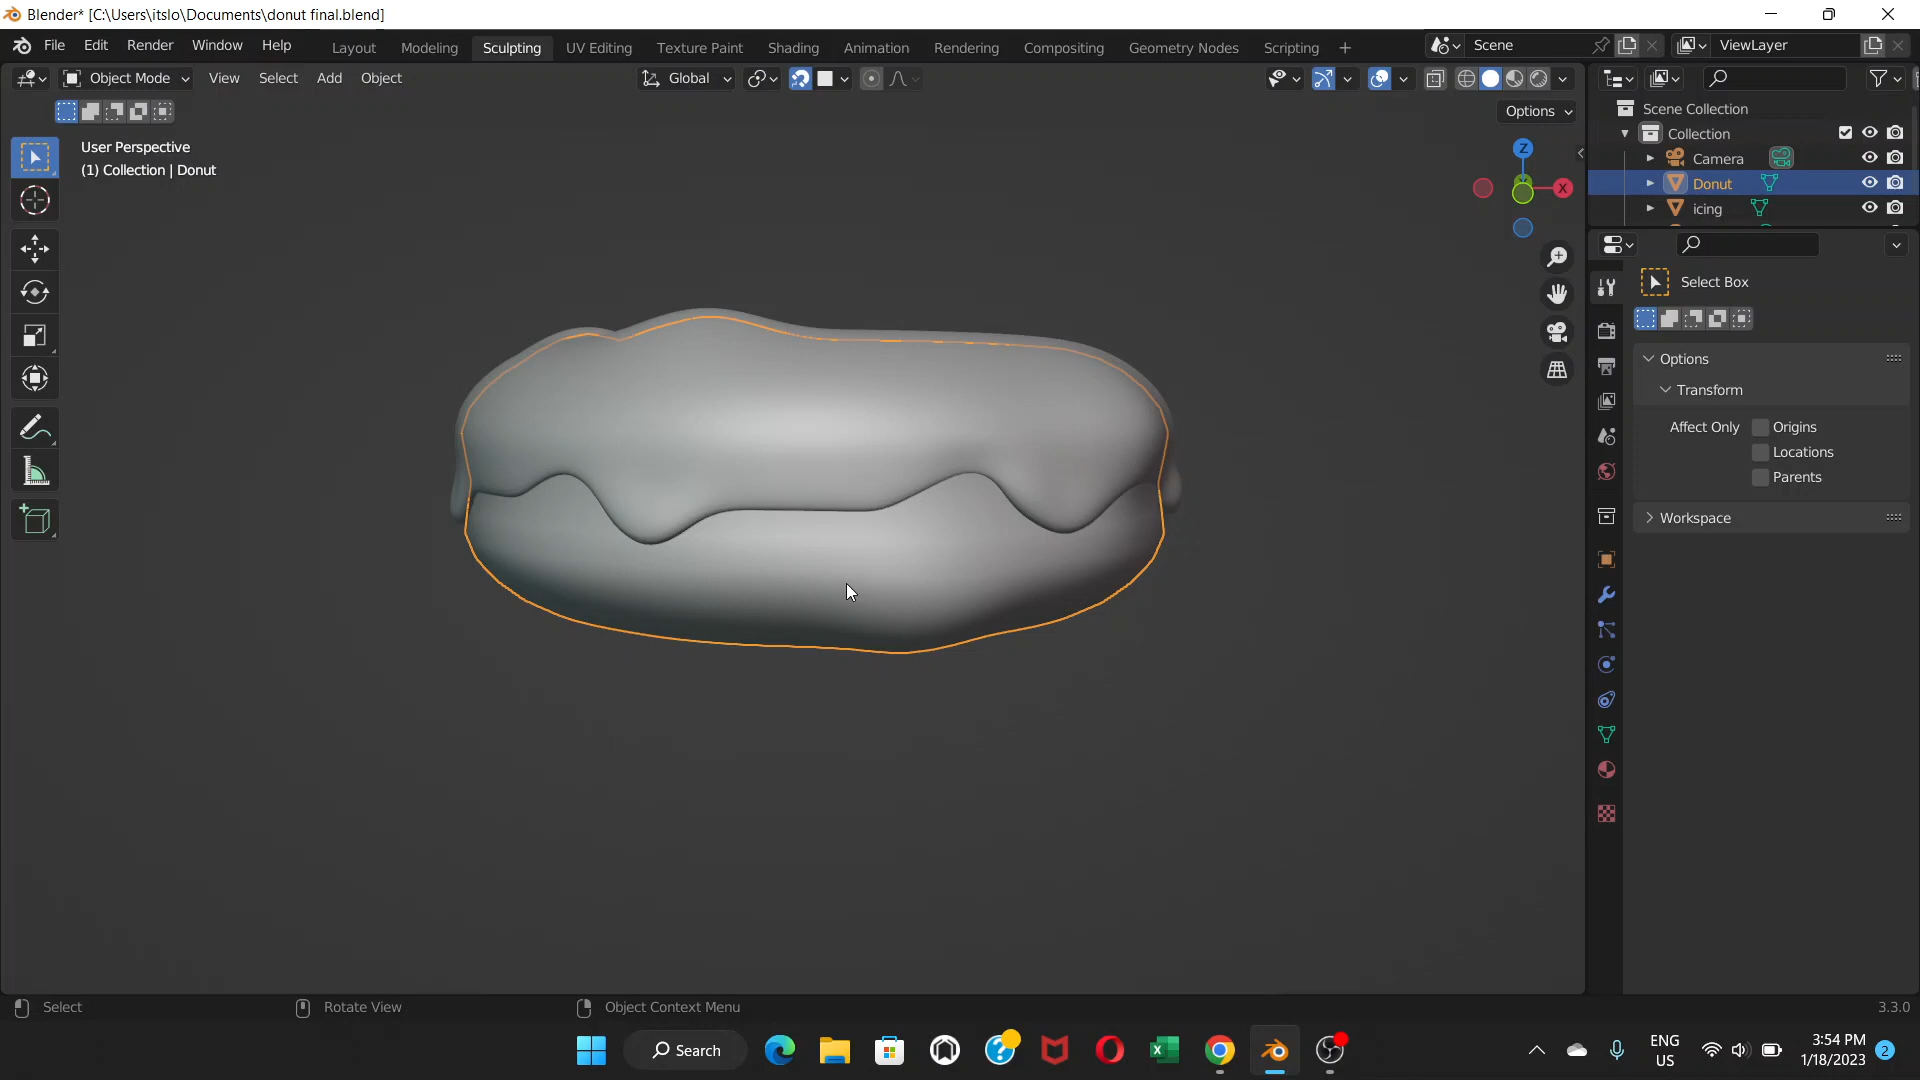 Blender* [C:\Users\itslo\Documents\donut final.blend]
File Edit Render Window Help Layout Modeling Sculpting UV Editing Texture Paint Shading Animation Rendering Compositing Geometry Nodes Scripting + Scene ViewLayer
Object Mode View Select Add Object Global
Options
User Perspective
(1) Collection | Donut
Z
X
Scene Collection
Collection
Camera
Donut
icing
Select Box
Options
Transform
Affect Only Origins
Locations
Parents
Workspace
Select Rotate View Object Context Menu 3.3.0
Search
ENG
US
3:54 PM
1/18/2023
2